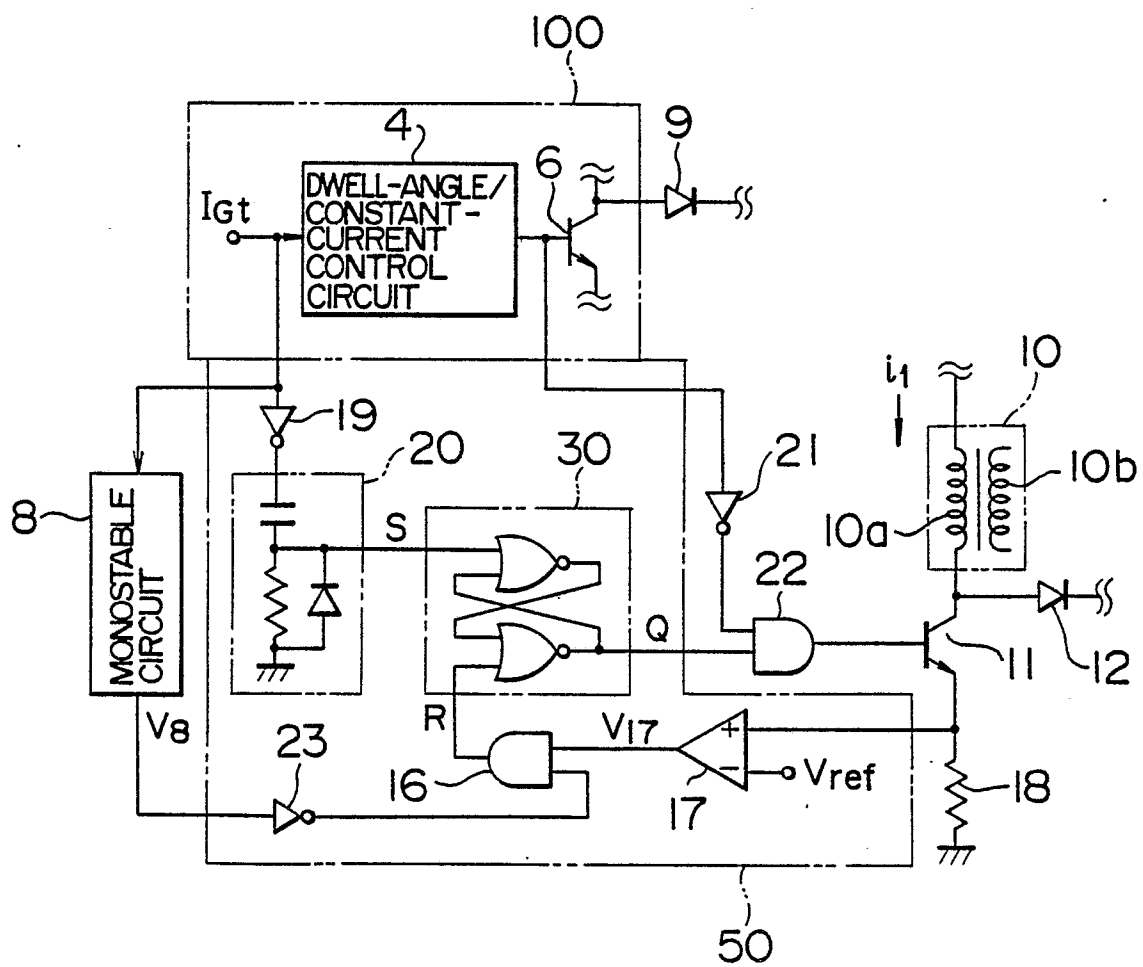 100
4
6
9
IGt
DWELL-ANGLE/
CONSTANT-
CURRENT
CONTROL
CIRCUIT
i1
10
19
20
30
21
10b
10a
8
MONOSTABLE
CIRCUIT
S
22
Q
11
12
V8
R
V17
23
+
−
16
17
Vref
18
50